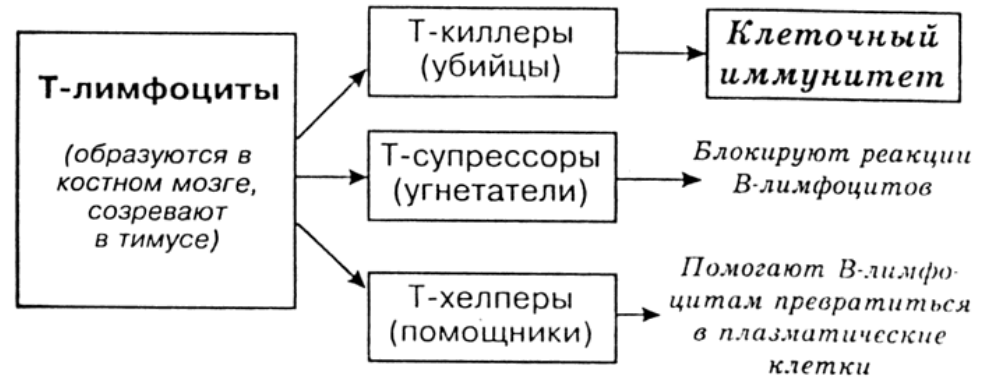 Т-лимфоциты
(образуются в
костном мозге,
созревают
в тимусе)
Т-киллеры
(убийцы)
Клеточный
иммунитет
Т-супрессоры
(угнетатели)
Блокируют реакции
В-лимфоцитов
Т-хелперы
(помощники)
Помогают В-лимфо-
цитам превратиться
в плазматические
клетки